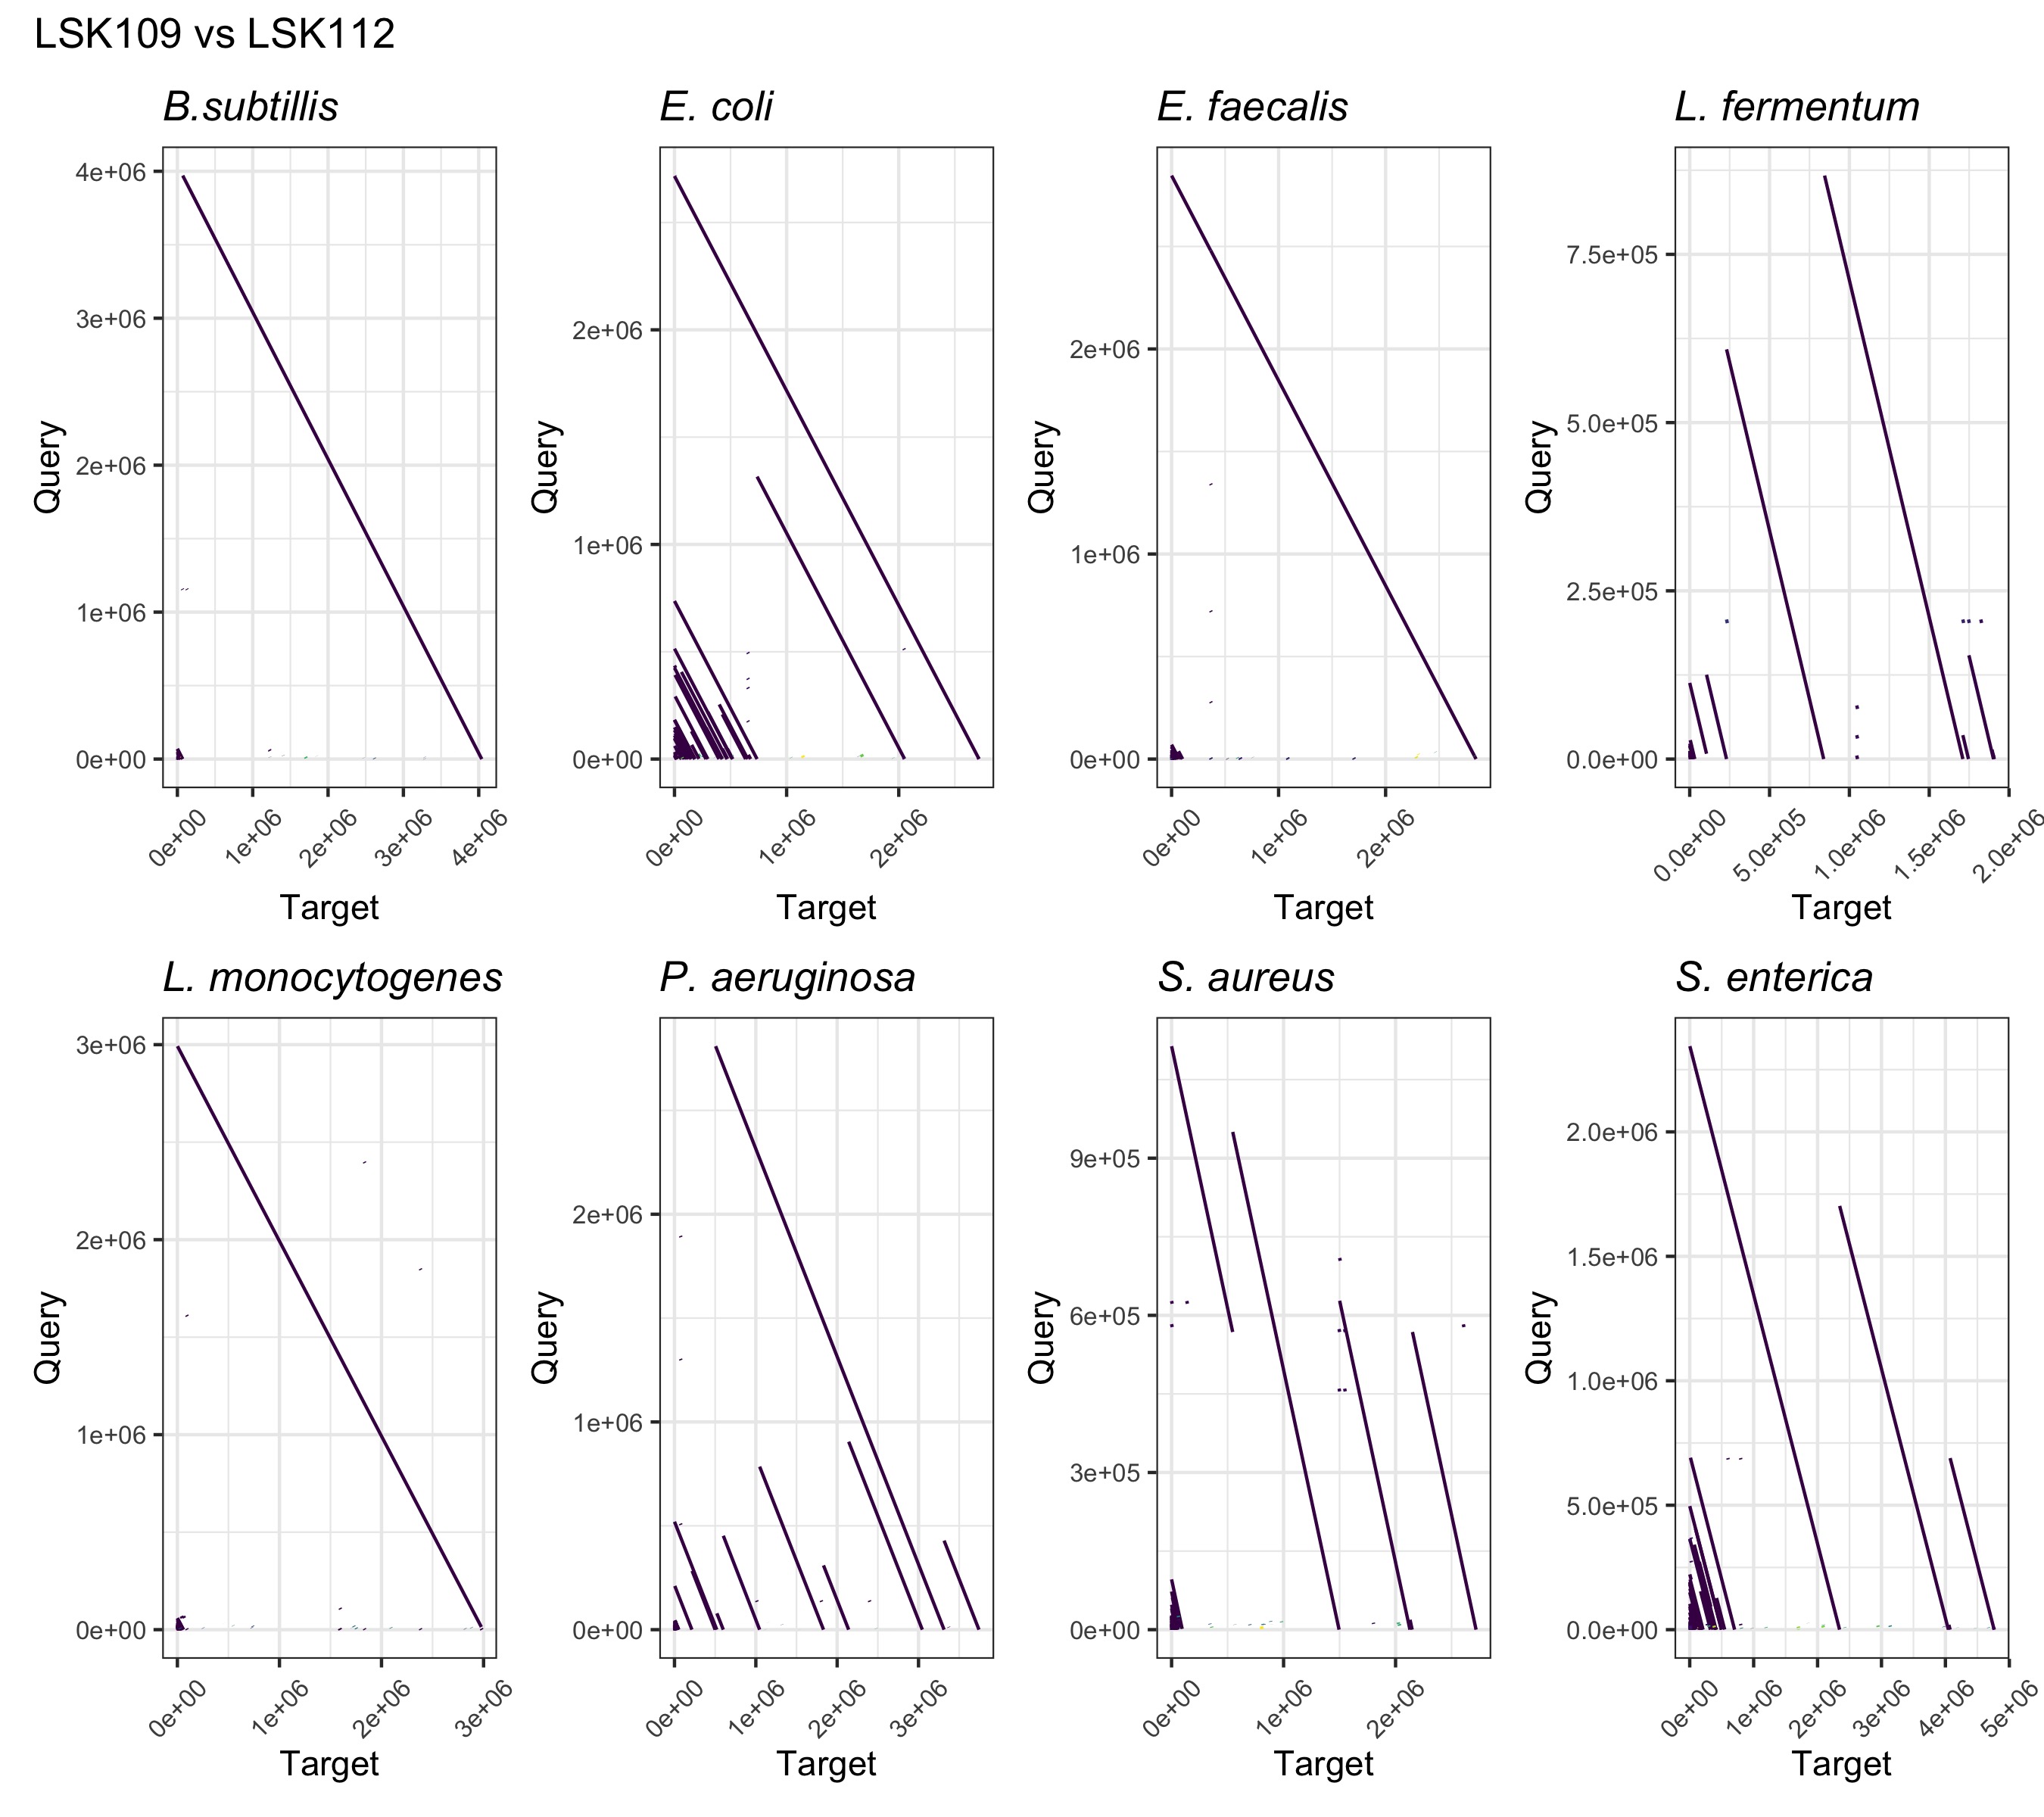 LSK109 vs LSK112
B.subtillis
4e+06
3e+06
2e+06
1e+06
0e+00
Query
0e+00 1e+06 2e+06 3e+06 4e+06
Target
E. coli
2e+06
1e+06
0e+00
Query
0e+00 1e+06 2e+06
Target
E. faecalis
2e+06
1e+06
0e+00
Query
0e+00 1e+06 2e+06
Target
L. fermentum
7.5e+05
5.0e+05
2.5e+05
0.0e+00
Query
0.0e+00 5.0e+05 1.0e+06 1.5e+06 2.0e+06
Target
L. monocytogenes
3e+06
2e+06
1e+06
0e+00
Query
0e+00 1e+06 2e+06 3e+06
Target
P. aeruginosa
2e+06
1e+06
0e+00
Query
0e+00 1e+06 2e+06 3e+06
Target
S. aureus
9e+05
6e+05
3e+05
0e+00
Query
0e+00 1e+06 2e+06
Target
S. enterica
2.0e+06
1.5e+06
1.0e+06
5.0e+05
0.0e+00
Query
0e+00 1e+06 2e+06 3e+06 4e+06 5e+06
Target